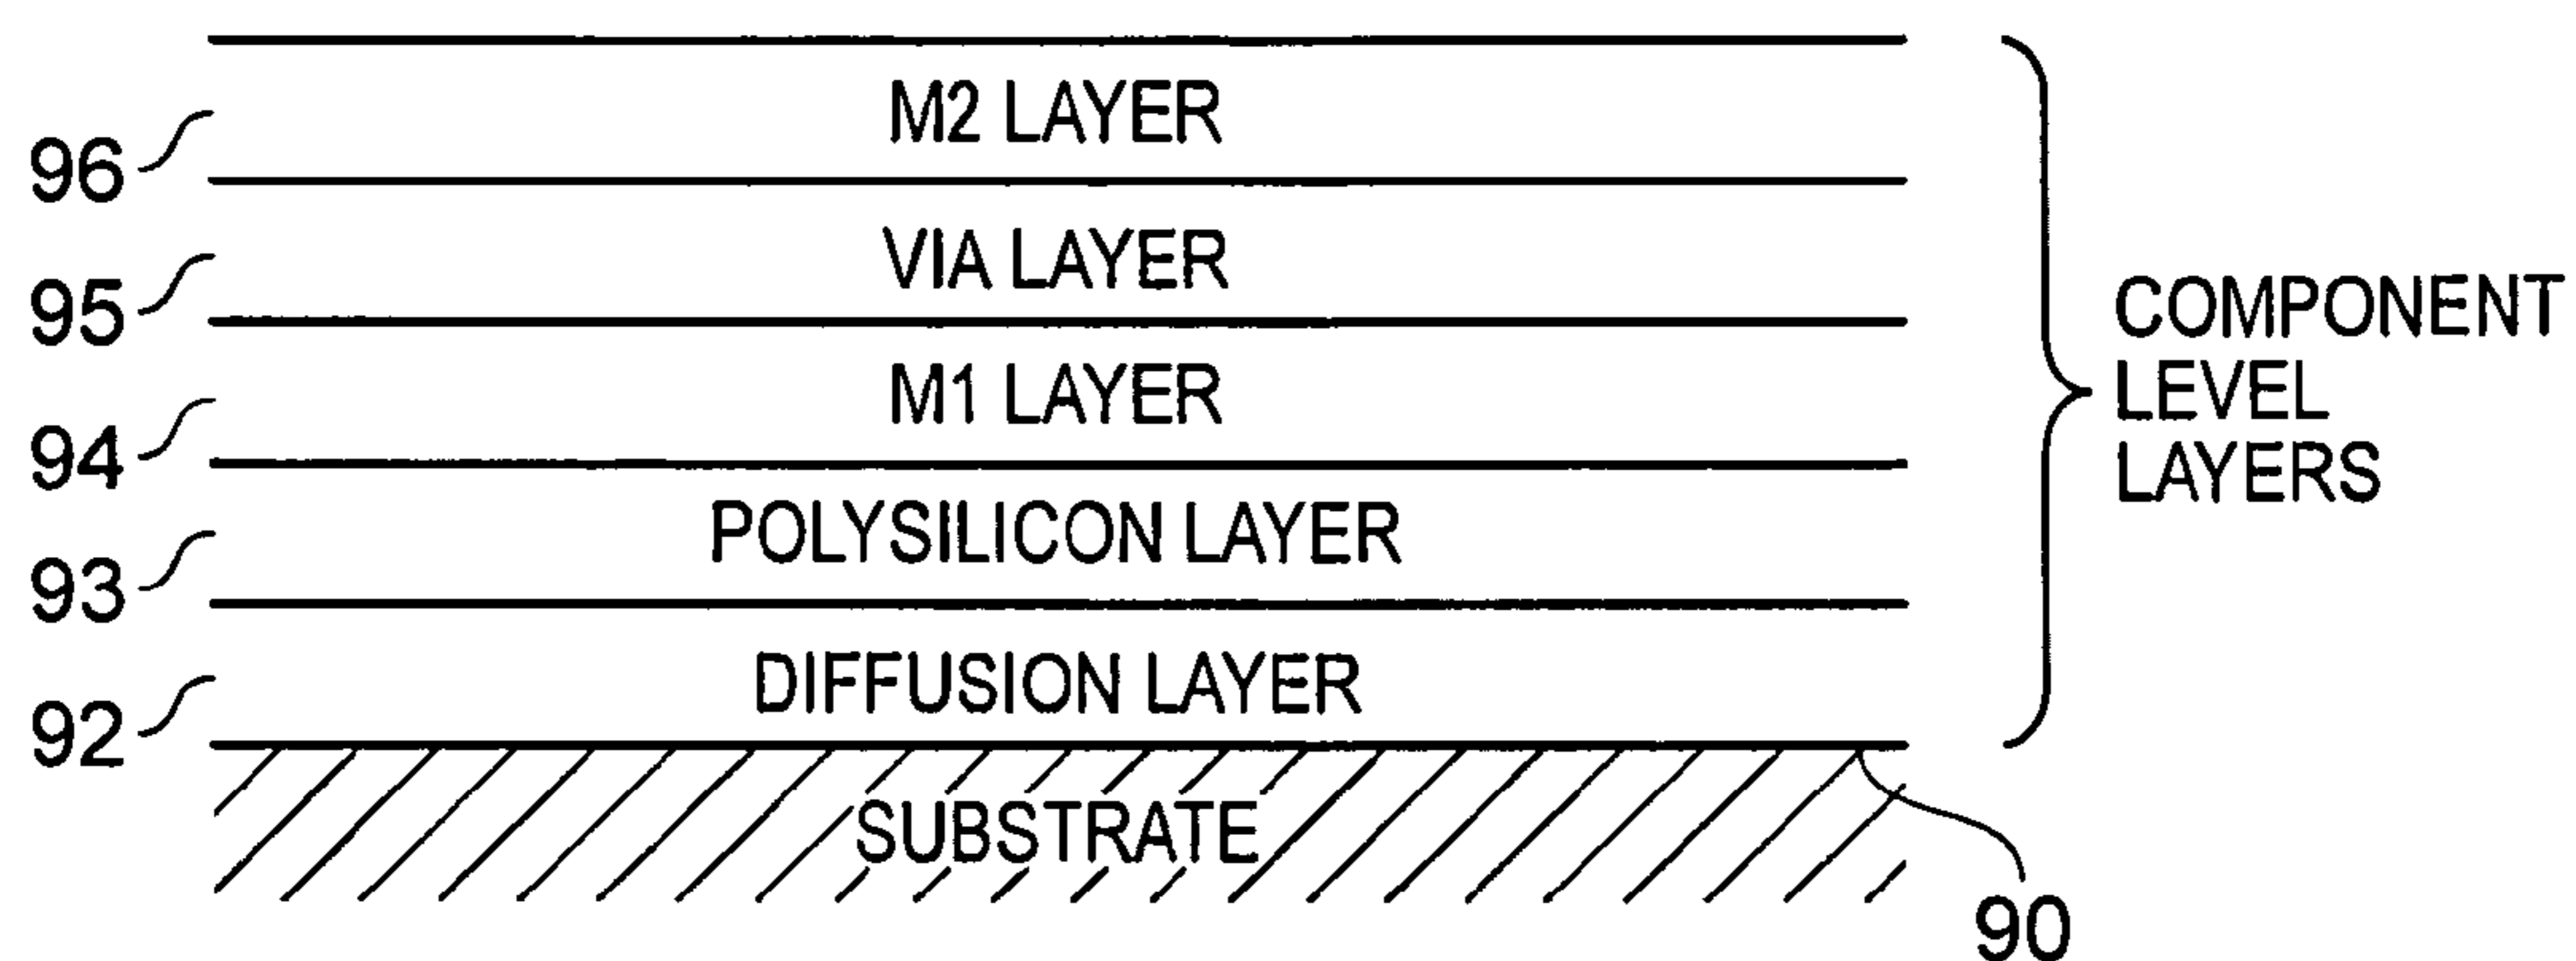 M2 LAYER
96
VIA LAYER
95
M1 LAYER
94
POLYSILICON LAYER
93
DIFFUSION LAYER
92
SUBSTRATE
90
COMPONENT
LEVEL
LAYERS